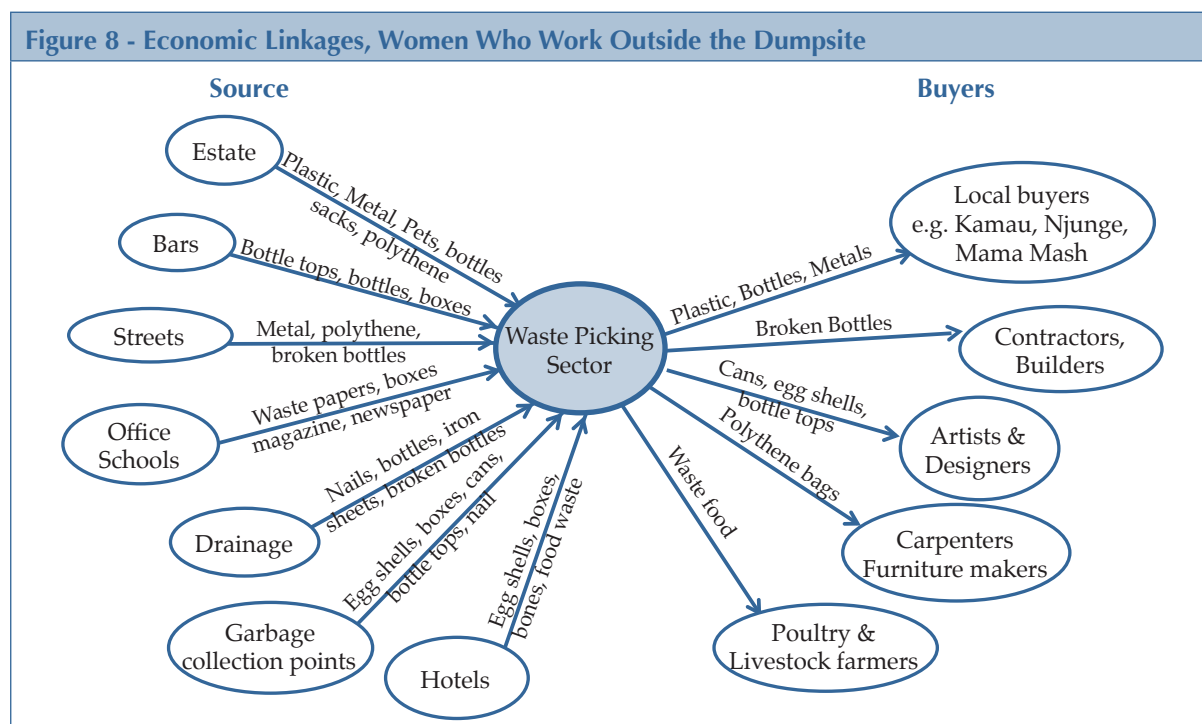 Figure 8 - Economic Linkages, Women Who Work Outside the Dumpsite
Source
Buyers
Estate
Plastic, Metal, Pets, bottles
sacks, polythene
Bars
Bottle tops, bottles, boxes
Streets
Metal, polythene,
broken bottles
Office
Schools
Waste papers, boxes
magazine, newspaper
Drainage
Nails, bottles, iron
sheets, broken bottles
Garbage
collection points
Egg shells, boxes, cans,
bottle tops, nail
Hotels
Egg shells, boxes,
bones, food waste
Waste Picking
Sector
Plastic, Bottles, Metals
Local buyers
e.g. Kamau, Njunge,
Mama Mash
Broken Bottles
Contractors,
Builders
Cans, egg shells,
bottle tops
Artists &
Designers
Polythene bags
Carpenters
Furniture makers
Waste food
Poultry &
Livestock farmers